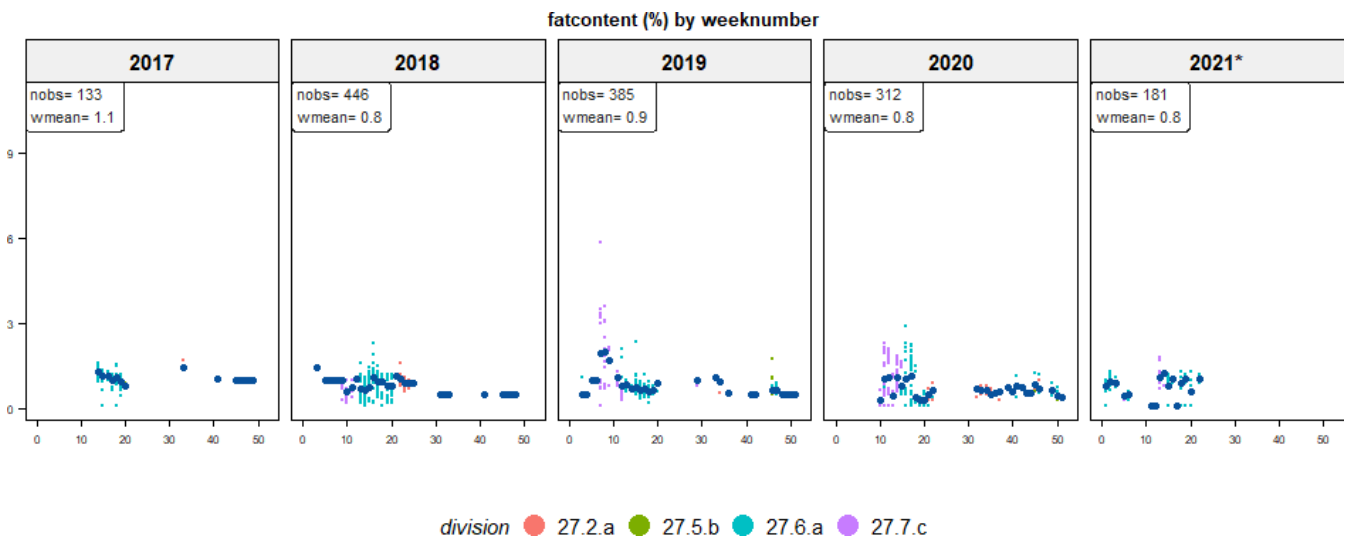 fatcontent (%) by weeknumber
2017 2018 2019 2020 2021*
nobs= 133 nobs= 446 nobs= 385 nobs= 312 nobs= 181
wmean= 1.1 wmean= 0.8 wmean= 0.9 wmean= 0.8 wmean= 0.8
9
6
3
0
0 10 20 30 40 50 0 10 20 30 40 50 0 10 20 30 40 50 0 10 20 30 40 50 0 10 20 30 40 50
division 27.2.a 27.5.b 27.6.a 27.7.c